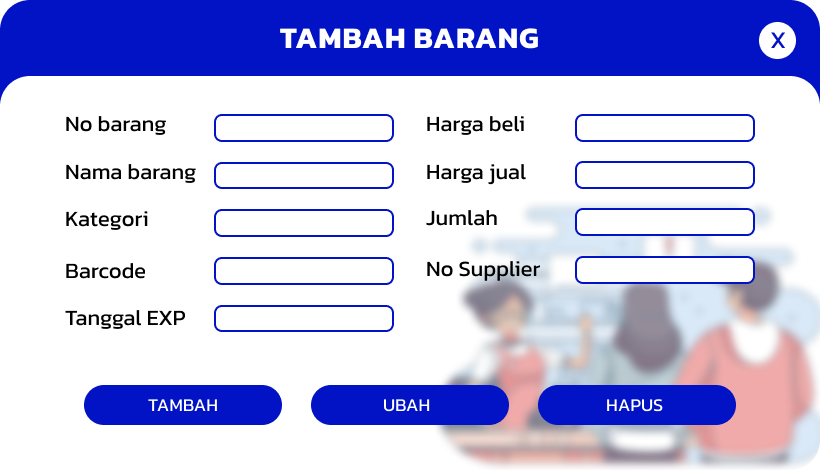 TAMBAH BARANG
X
No barang
Harga beli
Nama barang
Harga jual
Kategori
Jumlah
Barcode
No Supplier
Tanggal EXP
TAMBAH
UBAH
HAPUS